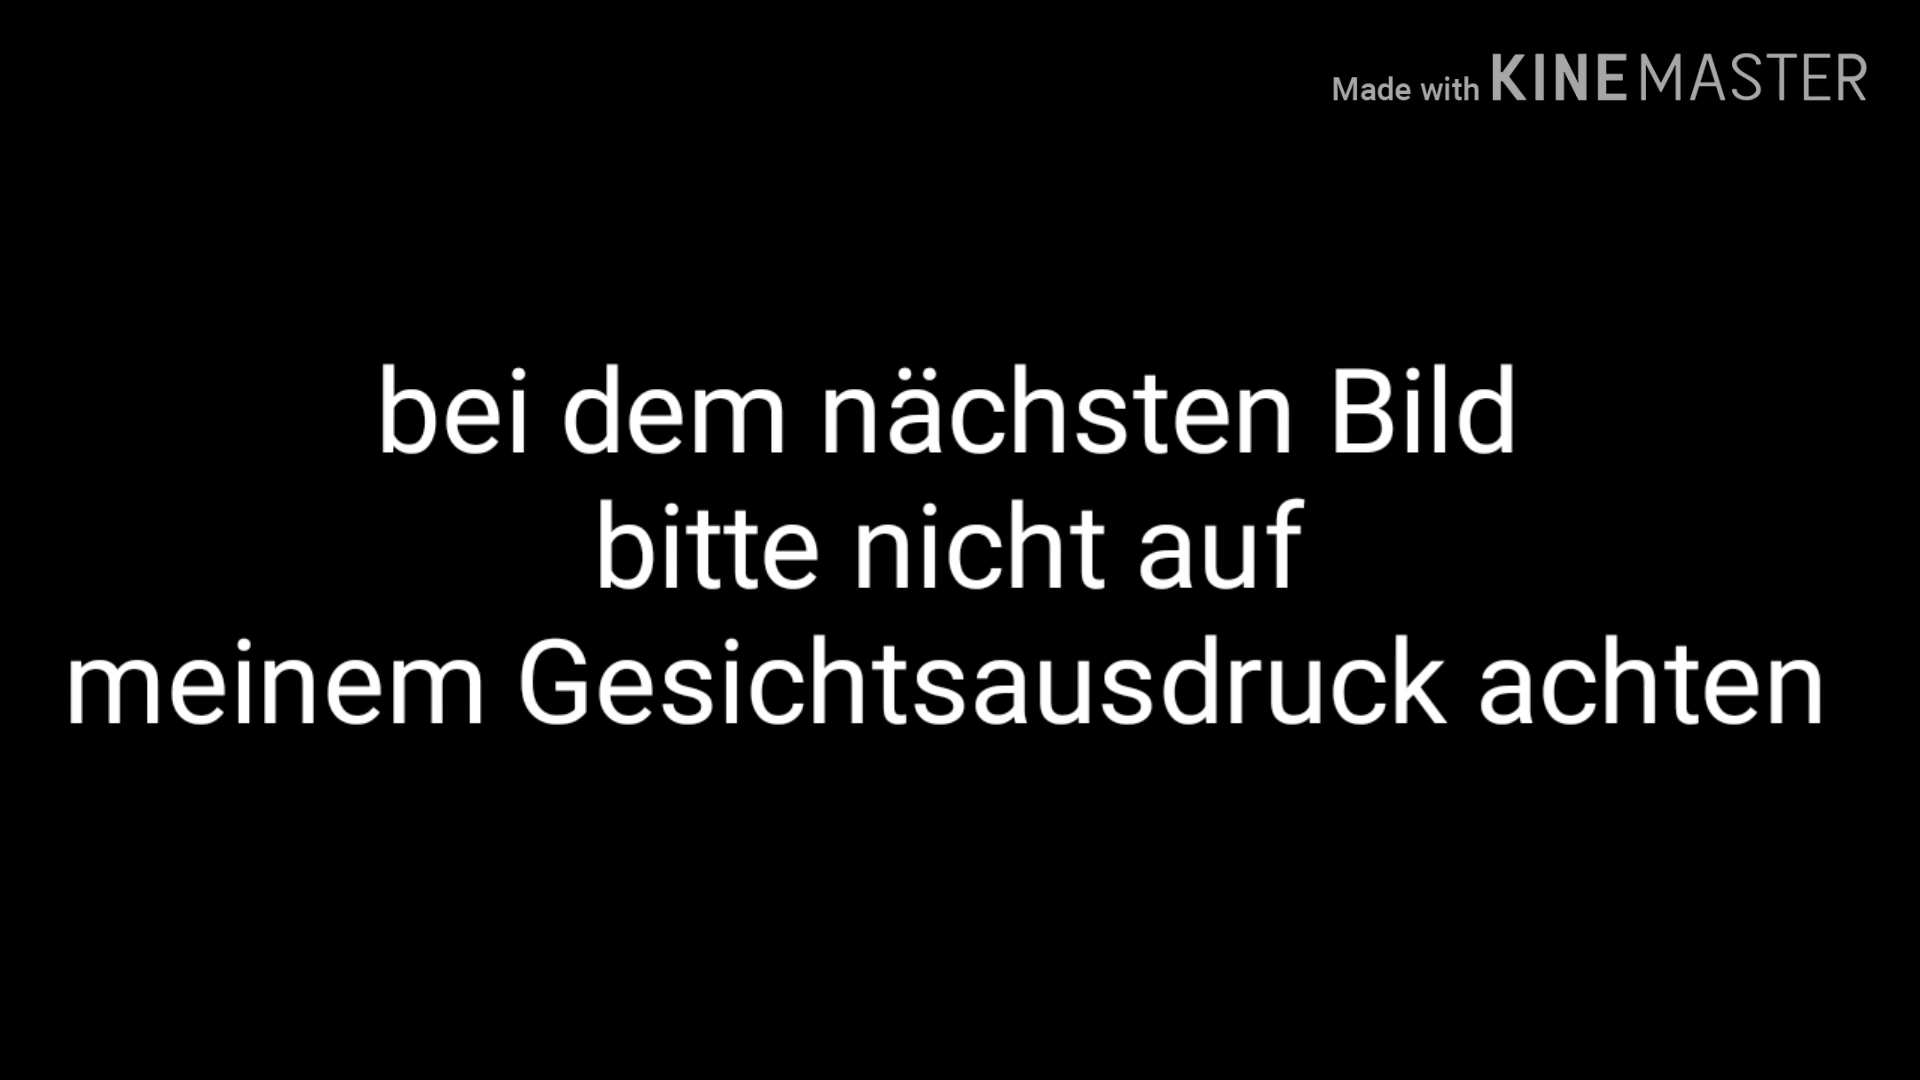 Made with KINEMASTER
bei dem nächsten Bild
bitte nicht auf
meinem Gesichtsausdruck achten